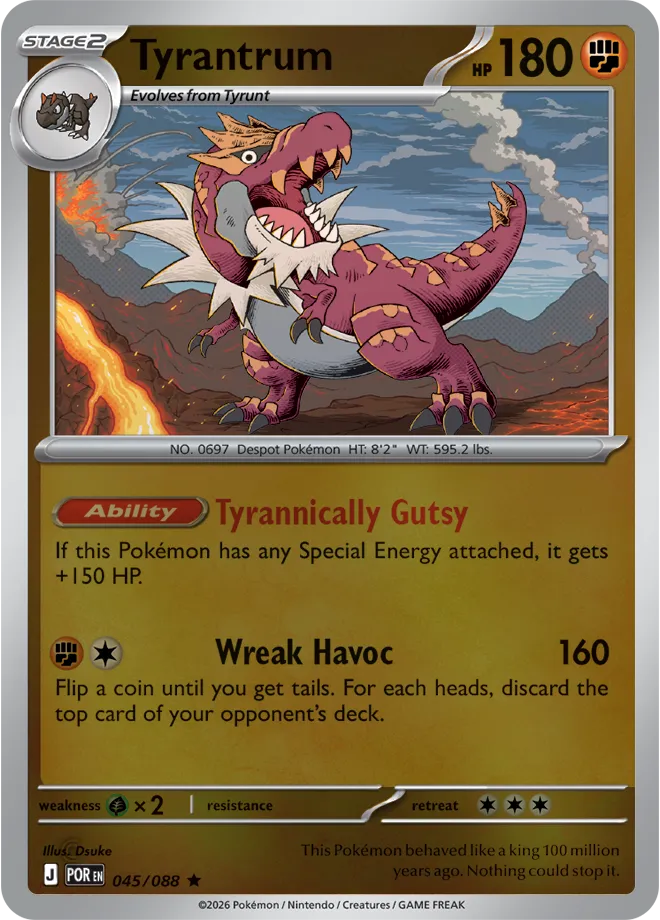 STAGE2
Tyrantrum
HP 180
Evolves from Tyrunt
NO. 0697 Despot Pokémon HT: 8'2" WT: 595.2 lbs.
Ability Tyrannically Gutsy
If this Pokémon has any Special Energy attached, it gets
+150 HP.
Wreak Havoc 160
Flip a coin until you get tails. For each heads, discard the
top card of your opponent's deck.
weakness ×2 resistance retreat
Illus. Dsuke
This Pokémon behaved like a king 100 million
years ago. Nothing could stop it.
J POR EN 045/088 ★
©2026 Pokémon / Nintendo / Creatures / GAME FREAK